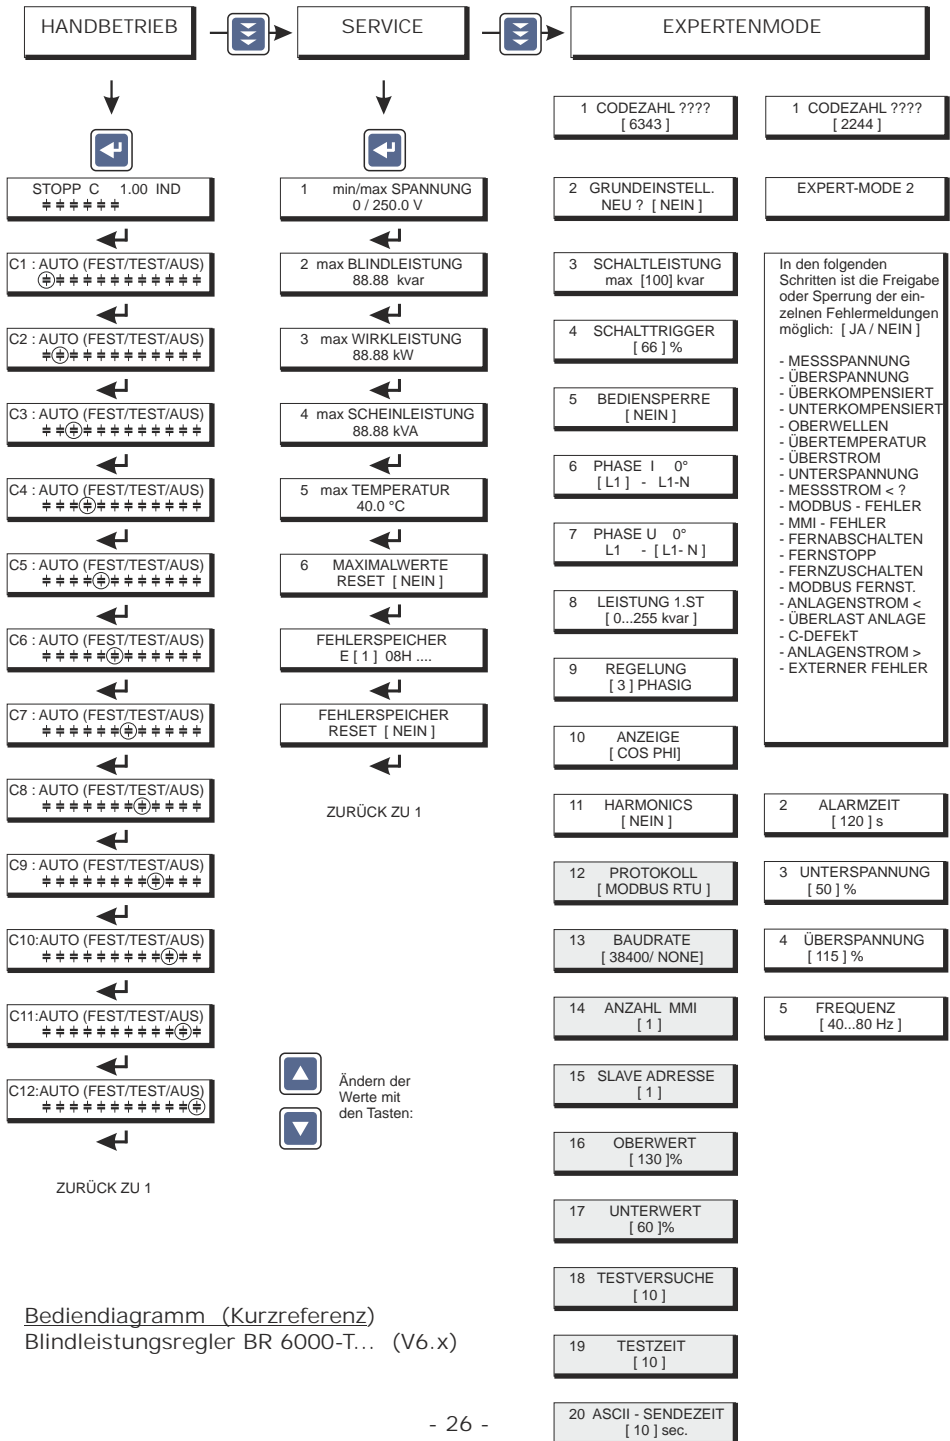 HANDBETRIEB
SERVICE
EXPERTENMODE
STOPP C 1.00 IND
C1 : AUTO (FEST/TEST/AUS)
C2 : AUTO (FEST/TEST/AUS)
C3 : AUTO (FEST/TEST/AUS)
C4 : AUTO (FEST/TEST/AUS)
C5 : AUTO (FEST/TEST/AUS)
C6 : AUTO (FEST/TEST/AUS)
C7 : AUTO (FEST/TEST/AUS)
C8 : AUTO (FEST/TEST/AUS)
C9 : AUTO (FEST/TEST/AUS)
C10:AUTO (FEST/TEST/AUS)
C11:AUTO (FEST/TEST/AUS)
C12:AUTO (FEST/TEST/AUS)
ZURÜCK ZU 1
1 min/max SPANNUNG
0 / 250.0 V
2 max BLINDLEISTUNG
88.88 kvar
3 max WIRKLEISTUNG
88.88 kW
4 max SCHEINLEISTUNG
88.88 kVA
5 max TEMPERATUR
40.0 °C
6 MAXIMALWERTE
RESET [ NEIN ]
FEHLERSPEICHER
E [ 1 ] 08H ....
FEHLERSPEICHER
RESET [ NEIN ]
ZURÜCK ZU 1
Ändern der
Werte mit
den Tasten:
1 CODEZAHL ????
[ 6343 ]
2 GRUNDEINSTELL.
NEU ? [ NEIN ]
3 SCHALTLEISTUNG
max [100] kvar
4 SCHALTTRIGGER
[ 66 ] %
5 BEDIENSPERRE
[ NEIN ]
6 PHASE I 0°
[ L1 ] - L1-N
7 PHASE U 0°
L1 - [ L1- N ]
8 LEISTUNG 1.ST
[ 0...255 kvar ]
9 REGELUNG
[ 3 ] PHASIG
10 ANZEIGE
[ COS PHI]
11 HARMONICS
[ NEIN ]
12 PROTOKOLL
[ MODBUS RTU ]
13 BAUDRATE
[ 38400/ NONE]
14 ANZAHL MMI
[ 1 ]
15 SLAVE ADRESSE
[ 1 ]
16 OBERWERT
[ 130 ]%
17 UNTERWERT
[ 60 ]%
18 TESTVERSUCHE
[ 10 ]
19 TESTZEIT
[ 10 ]
20 ASCII - SENDEZEIT
[ 10 ] sec.
1 CODEZAHL ????
[ 2244 ]
EXPERT-MODE 2
In den folgenden
Schritten ist die Freigabe
oder Sperrung der ein-
zelnen Fehlermeldungen
möglich: [ JA / NEIN ]
- MESSSPANNUNG
- ÜBERSPANNUNG
- ÜBERKOMPENSIERT
- UNTERKOMPENSIERT
- OBERWELLEN
- ÜBERTEMPERATUR
- ÜBERSTROM
- UNTERSPANNUNG
- MESSSTROM < ?
- MODBUS - FEHLER
- MMI - FEHLER
- FERNABSCHALTEN
- FERNSTOPP
- FERNZUSCHALTEN
- MODBUS FERNST.
- ANLAGENSTROM <
- ÜBERLAST ANLAGE
- C-DEFEkT
- ANLAGENSTROM >
- EXTERNER FEHLER
2 ALARMZEIT
[ 120 ] s
3 UNTERSPANNUNG
[ 50 ] %
4 ÜBERSPANNUNG
[ 115 ] %
5 FREQUENZ
[ 40...80 Hz ]
Bediendiagramm (Kurzreferenz)
Blindleistungsregler BR 6000-T... (V6.x)
- 26 -